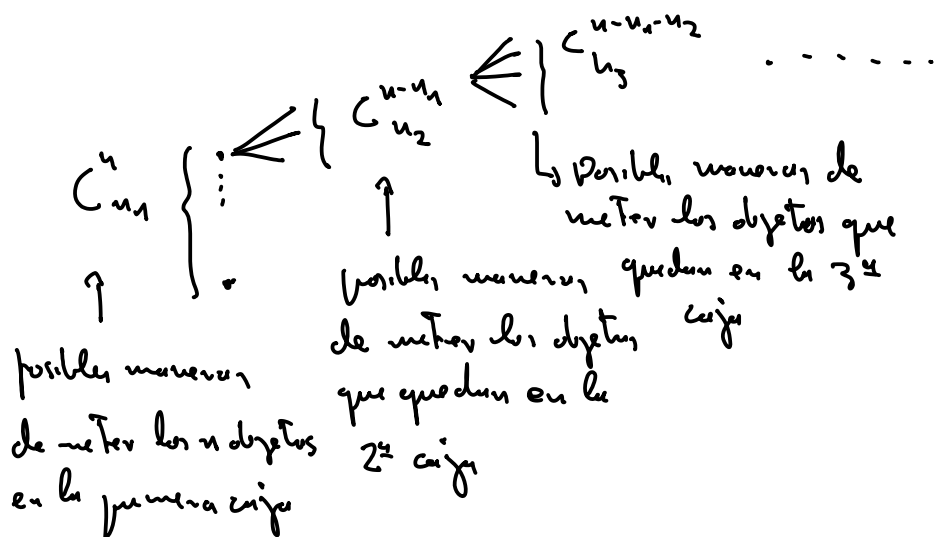 C^n_{n_1}
posibles maneras
de meter los n objetos
en la primera caja
C^{n-n_1}_{n_2}
posibles maneras
de meter los objetos
que quedan en la
2ª caja
C^{n-n_1-n_2}_{n_3} . . . . . .
Posibles maneras de
meter los objetos que
quedan en la 3ª
caja